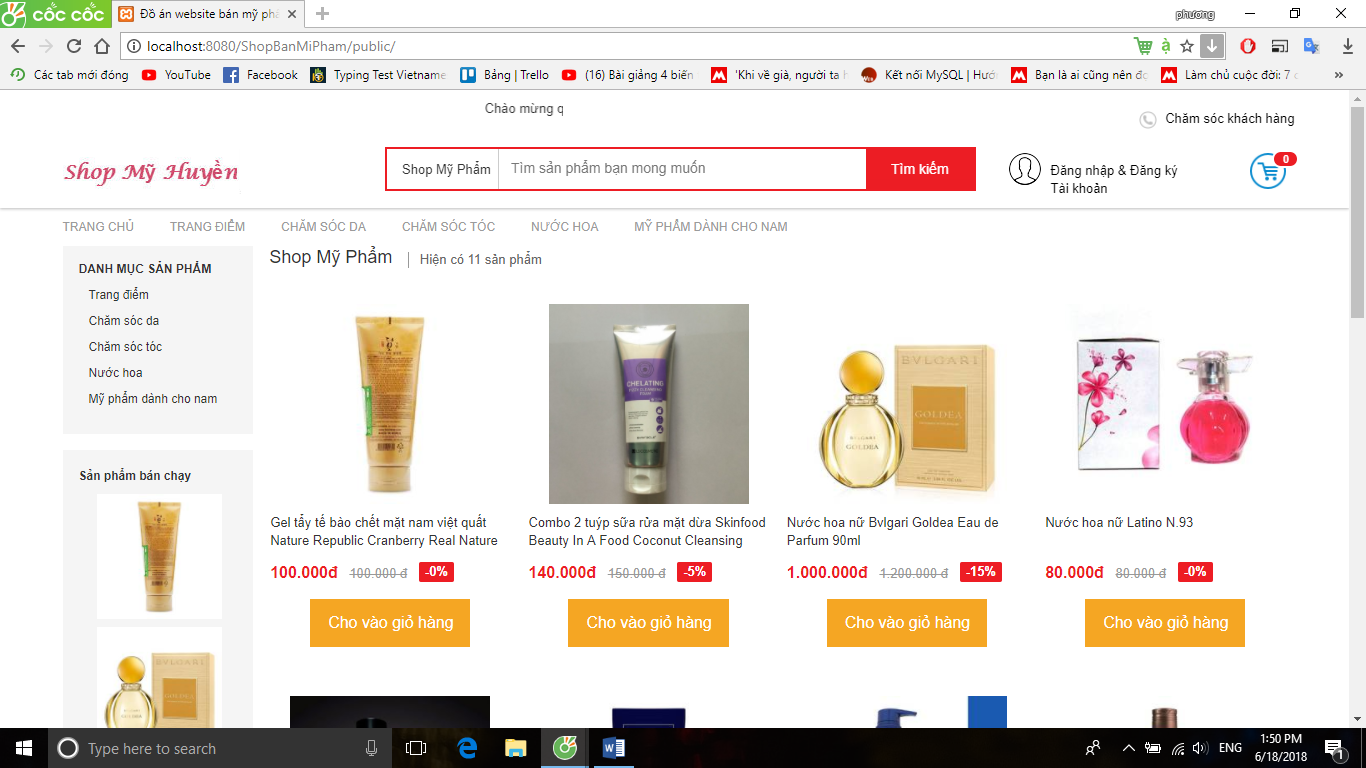 cốc cốc
Đồ án website bán mỹ phẩ
phương
localhost:8080/ShopBanMiPham/public/
Các tab mới đóng
YouTube
Facebook
Typing Test Vietname
Bảng | Trello
(16) Bài giảng 4 biến
'Khi về già, người ta h
Kết nối MySQL | Hướ
Bạn là ai cũng nên đọ
Làm chủ cuộc đời: 7 c
Chào mừng q
Chăm sóc khách hàng
Shop Mỹ Huyền
Shop Mỹ Phẩm
Tìm sản phẩm bạn mong muốn
Tìm kiếm
Đăng nhập & Đăng ký
Tài khoản
0
TRANG CHỦ
TRANG ĐIỂM
CHĂM SÓC DA
CHĂM SÓC TÓC
NƯỚC HOA
MỸ PHẨM DÀNH CHO NAM
DANH MỤC SẢN PHẨM
Trang điểm
Chăm sóc da
Chăm sóc tóc
Nước hoa
Mỹ phẩm dành cho nam
Sản phẩm bán chạy
BVLGARI
GOLDEA
Shop Mỹ Phẩm
Hiện có 11 sản phẩm
CHELATING
BVLGARI
GOLDEA
BVLGARI
GOLDEA
Gel tẩy tế bào chết mặt nam việt quất
Nature Republic Cranberry Real Nature
100.000đ 100.000 đ -0%
Cho vào giỏ hàng
Combo 2 tuýp sữa rửa mặt dừa Skinfood
Beauty In A Food Coconut Cleansing
140.000đ 150.000 đ -5%
Cho vào giỏ hàng
Nước hoa nữ Bvlgari Goldea Eau de
Parfum 90ml
1.000.000đ 1.200.000 đ -15%
Cho vào giỏ hàng
Nước hoa nữ Latino N.93
80.000đ 80.000 đ -0%
Cho vào giỏ hàng
Type here to search
ENG
1:50 PM
6/18/2018
1